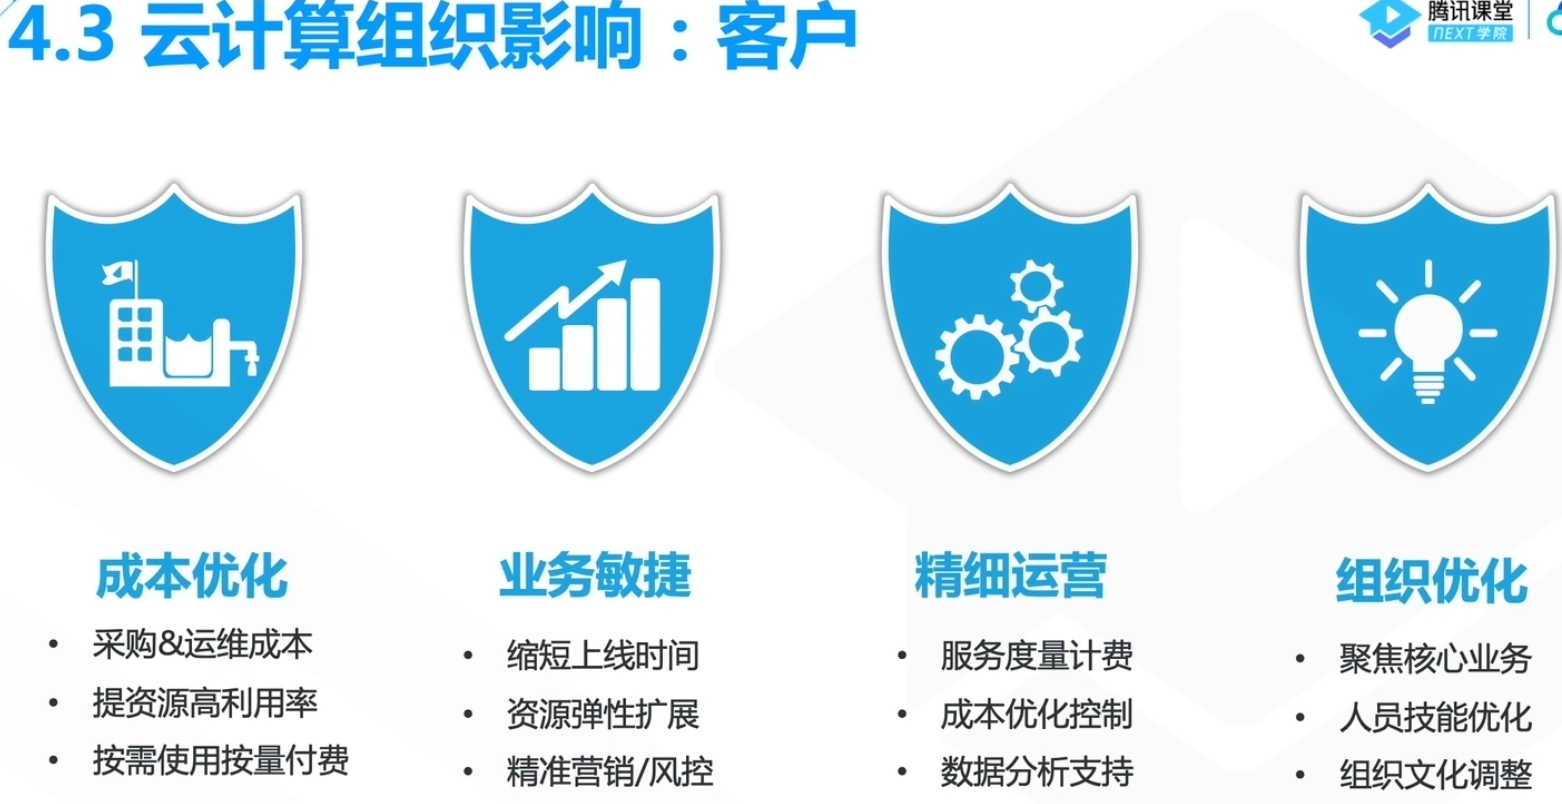 4.3 云计算组织影响：客户
腾讯课堂
NEXT学院
成本优化
• 采购&运维成本
• 提资源高利用率
• 按需使用按量付费
业务敏捷
• 缩短上线时间
• 资源弹性扩展
• 精准营销/风控
精细运营
• 服务度量计费
• 成本优化控制
• 数据分析支持
组织优化
• 聚焦核心业务
• 人员技能优化
• 组织文化调整